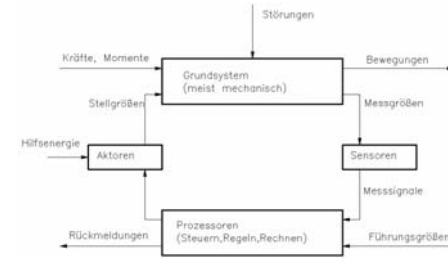 Störungen
Kräfte, Momente
Bewegungen
Grundsystem
(meist mechanisch)
Stellgrößen
Messgrößen
Hilfsenergie
Aktoren
Sensoren
Messsignale
Prozessoren
(Steuern,Regeln,Rechnen)
Rückmeldungen
Führungsgrößen